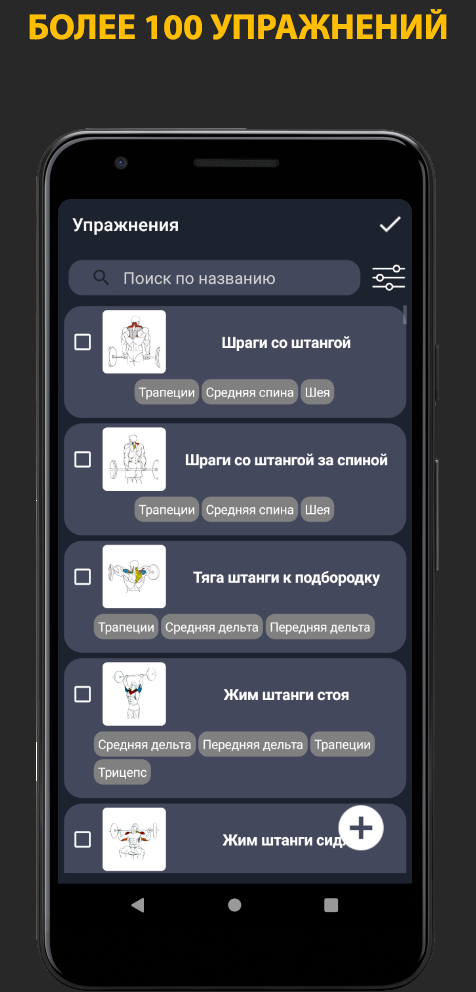 БОЛЕЕ 100 УПРАЖНЕНИЙ
Упражнения
Поиск по названию
Шраги со штангой
Трапеции Средняя спина Шея
Шраги со штангой за спиной
Трапеции Средняя спина Шея
Тяга штанги к подбородку
Трапеции Средняя дельта Передняя дельта
Жим штанги стоя
Средняя дельта Передняя дельта Трапеции
Трицепс
Жим штанги